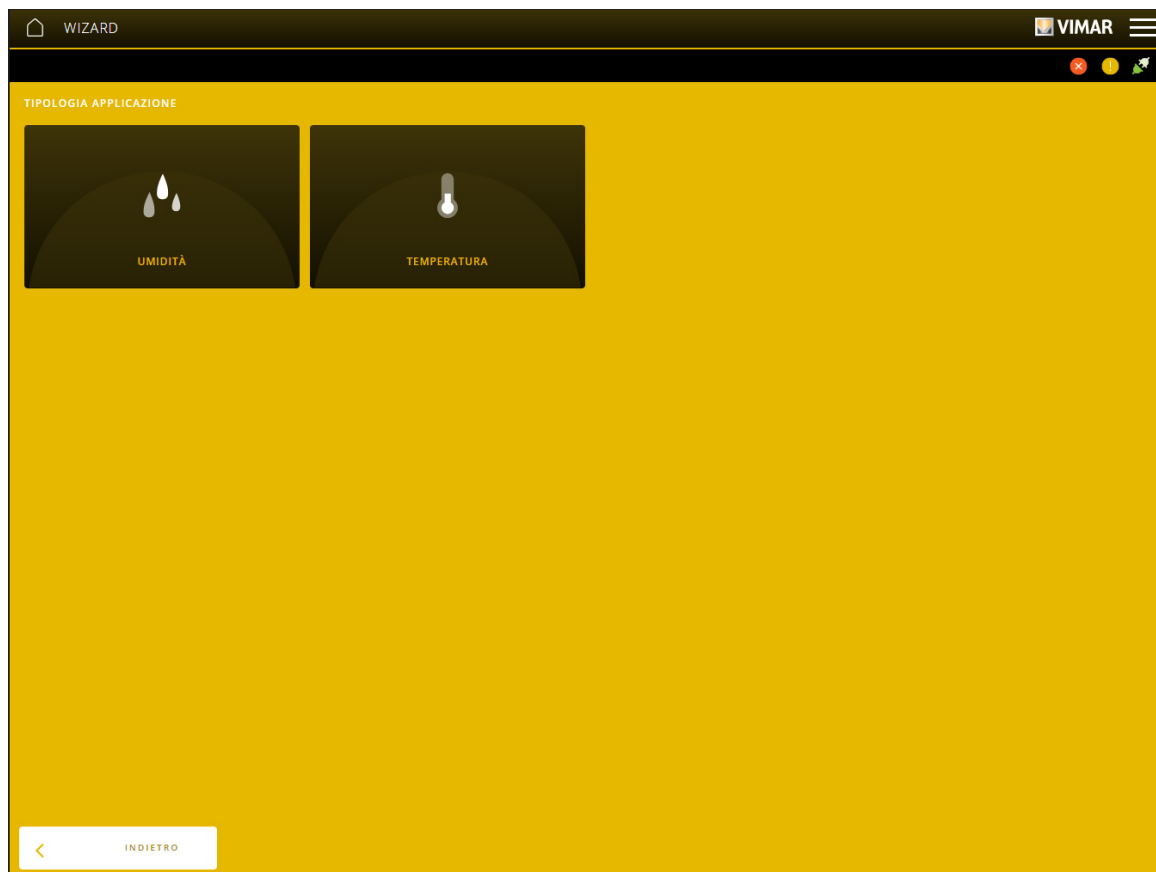 WIZARD
VIMAR
TIPOLOGIA APPLICAZIONE
UMIDITÀ
TEMPERATURA
INDIETRO